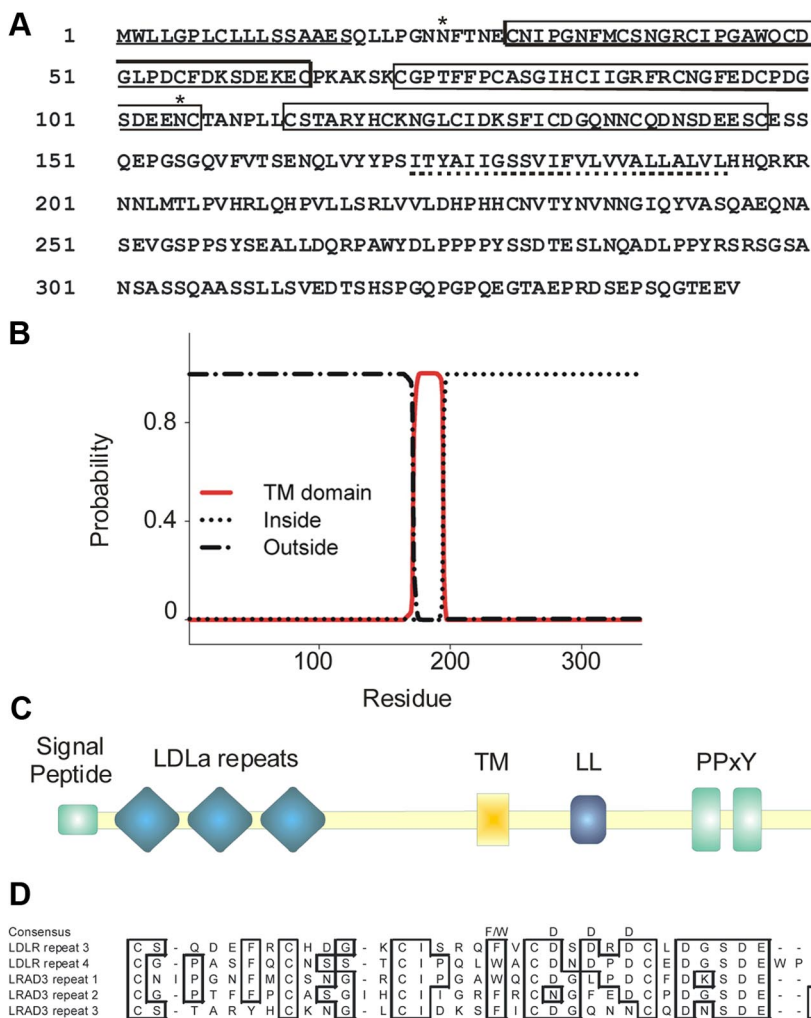 A
*
1 MWLLGPLCLLLSSAAESQLLPGNNFTNECNIPGNFMCSNGRCIPGAWQCD
51 GLPDCFDKSDEKECPKAKSKCGPTFFPCASGIHCIIGRFRCNGFEDCPDG
*
101 SDEENCTANPLLCSTARYHCKNGLCIDKSFICDGQNNCQDNSDEESCESS
151 QEPGSGQVFVTSENQLVYYPSITYAIIGSSVIFVLVVALLALVLHHQRKR
201 NNLMTLPVHRLQHPVLLSRLVVLDHPHHCNVTYNVNNGIQYVASQAEQNA
251 SEVGSPPSYSEALLDQRPAWYDLPPPPYSSDTESLNQADLPPYRSRSGSA
301 NSASSQAASSLLSVEDTSHSPGQPGPQEGTAEPRDSEPSQGTEEV
B
0.8
0.4
0
Probability
TM domain
Inside
Outside
100 200 300
Residue
C
Signal
Peptide
LDLa repeats
TM
LL
PPxY
D
Consensus F/W D D D
LDLR repeat 3 C S - Q D E F R C H D G - K C I S R Q F V C D S D R D C L D G S D E - -
LDLR repeat 4 C G - P A S F Q C N S S - T C I P Q L W A C D N D P D C E D G S D E W P
LRAD3 repeat 1 C N I P G N F M C S N G - R C I P G A W Q C D G L P D C F D K S D E - -
LRAD3 repeat 2 C G - P T F F P C A S G I H C I I G R F R C N G F E D C P D G S D E - -
LRAD3 repeat 3 C S - T A R Y H C K N G - L C I D K S F I C D G Q N N C Q D N S D E - -